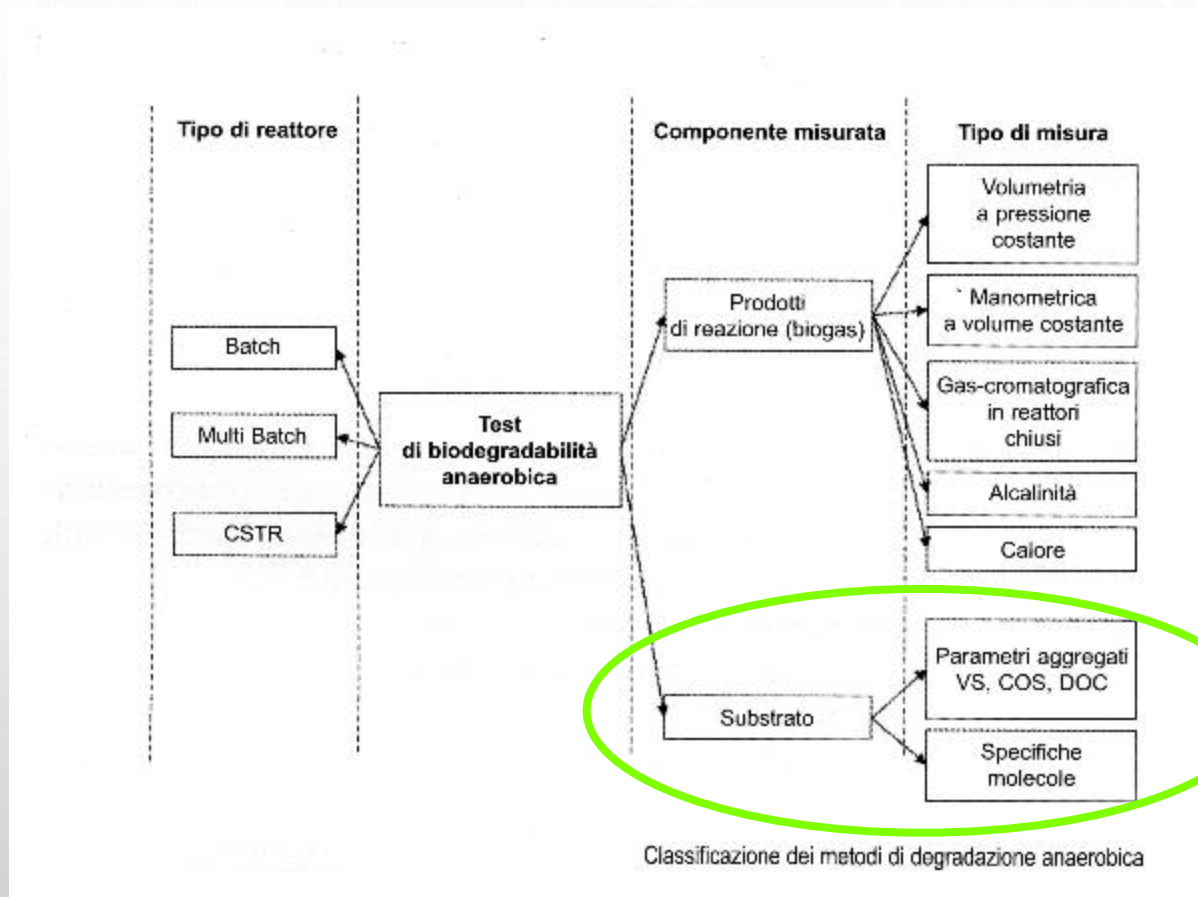 Tipo di reattore
Componente misurata
Tipo di misura
Batch
Multi Batch
CSTR
Test
di biodegradabilità
anaerobica
Prodotti
di reazione (biogas)
Substrato
Volumetria
a pressione
costante
Manometrica
a volume costante
Gas-cromatografica
in reattori
chiusi
Alcalinità
Calore
Parametri aggregati
VS, COS, DOC
Specifiche
molecole
Classificazione dei metodi di degradazione anaerobica